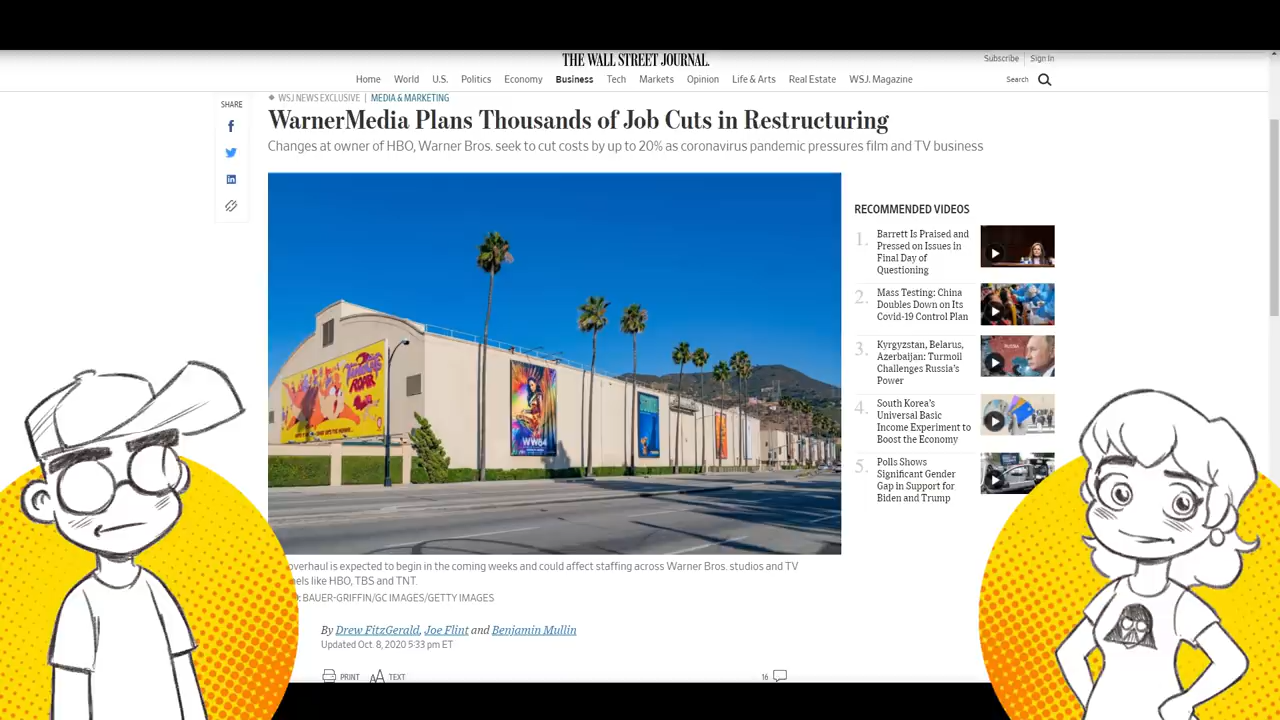 THE WALL STREET JOURNAL.
Subscribe Sign In
Home World U.S. Politics Economy Business Tech Markets Opinion Life & Arts Real Estate WSJ. Magazine
Search
SHARE
WSJ NEWS EXCLUSIVE | MEDIA & MARKETING
WarnerMedia Plans Thousands of Job Cuts in Restructuring
Changes at owner of HBO, Warner Bros. seek to cut costs by up to 20% as coronavirus pandemic pressures film and TV business
ROAR
WW84
RECOMMENDED VIDEOS
1. Barrett Is Praised and
Pressed on Issues in
Final Day of
Questioning
2. Mass Testing: China
Doubles Down on Its
Covid-19 Control Plan
3. Kyrgyzstan, Belarus,
Azerbaijan: Turmoil
Challenges Russia's
Power
RUSSIA
4. South Korea's
Universal Basic
Income Experiment to
Boost the Economy
5. Polls Shows
Significant Gender
Gap in Support for
Biden and Trump
overhaul is expected to begin in the coming weeks and could affect staffing across Warner Bros. studios and TV
nels like HBO, TBS and TNT.
: BAUER-GRIFFIN/GC IMAGES/GETTY IMAGES
By Drew FitzGerald, Joe Flint and Benjamin Mullin
Updated Oct. 8, 2020 5:33 pm ET
PRINT AA TEXT
16